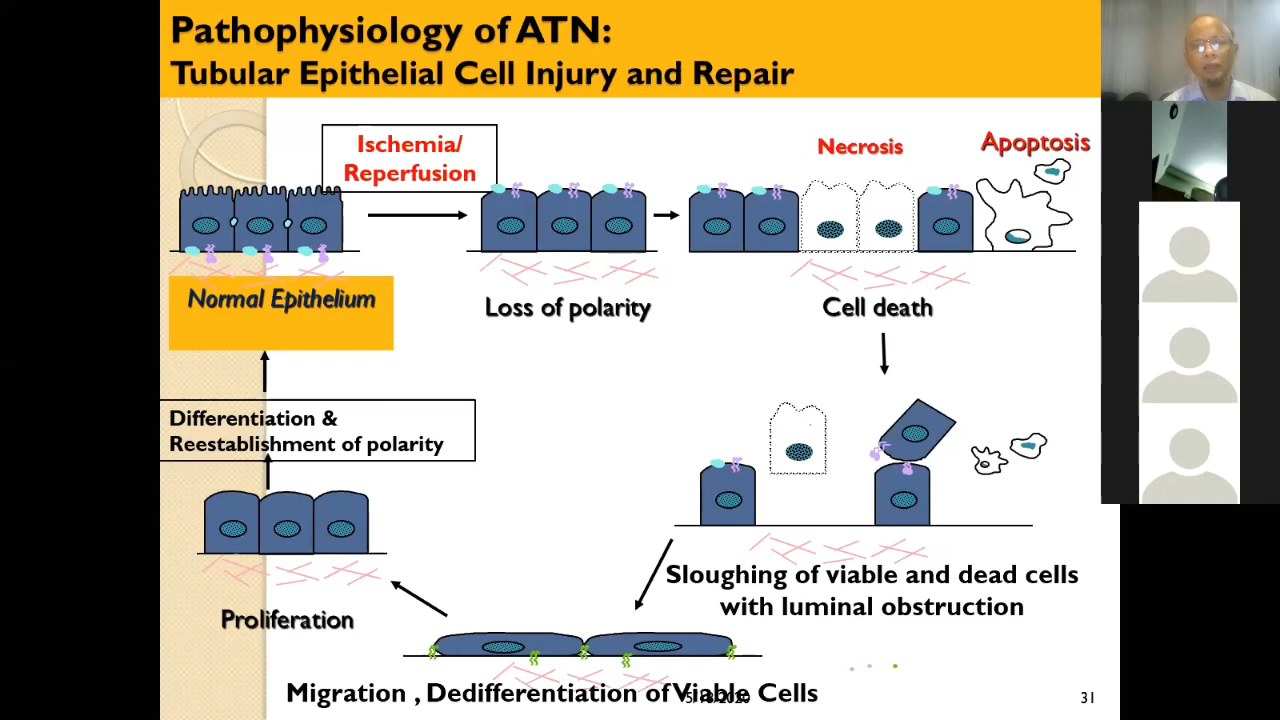 Pathophysiology of ATN:
Tubular Epithelial Cell Injury and Repair
Ischemia/
Reperfusion
Necrosis
Apoptosis
Normal Epithelium
Loss of polarity
Cell death
Differentiation &
Reestablishment of polarity
Sloughing of viable and dead cells
with luminal obstruction
Proliferation
Migration , Dedifferentiation of Viable Cells
31